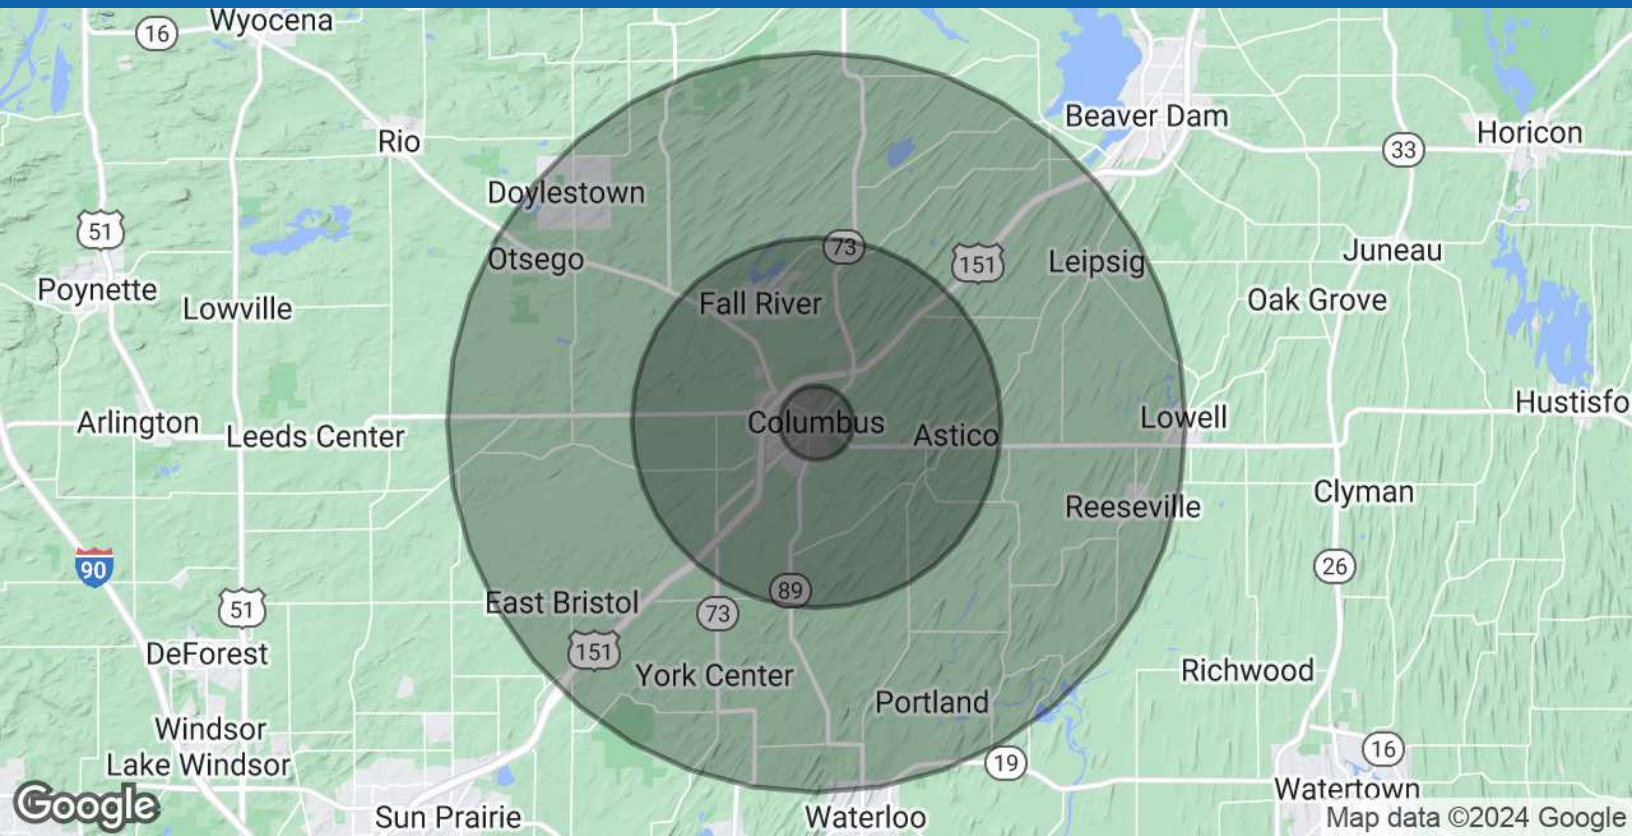 Wyocena
16
Beaver Dam
Horicon
33
Rio
Doylestown
51
Otsego
73
151
Leipsig
Juneau
Poynette
Lowville
Fall River
Oak Grove
Arlington
Leeds Center
Columbus
Astico
Lowell
Hustisfo
Reeseville
Clyman
90
26
51
East Bristol
89
73
151
DeForest
York Center
Richwood
Portland
Windsor
Lake Windsor
19
16
Watertown
Google
Sun Prairie
Waterloo
Map data ©2024 Google